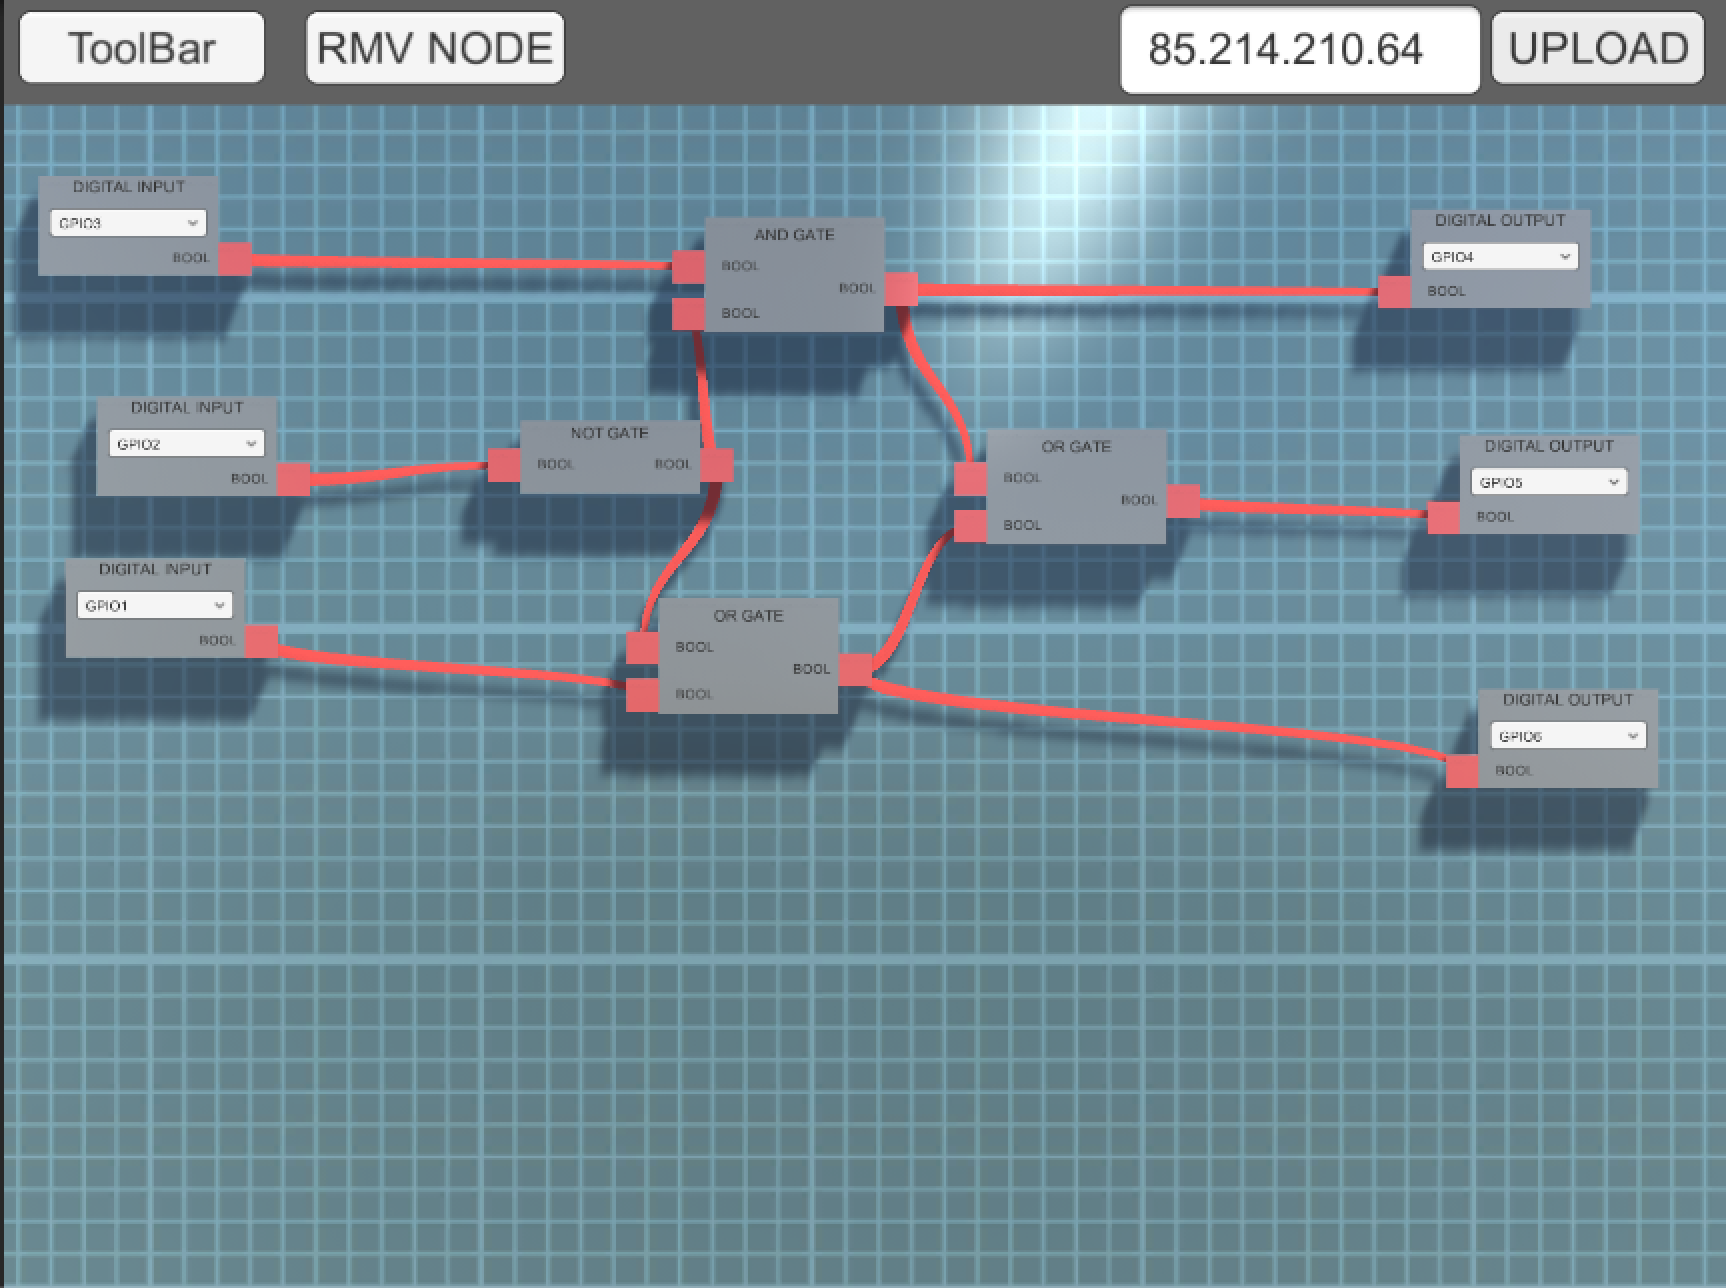 ToolBar
RMV NODE
85.214.210.64
UPLOAD
DIGITAL INPUT
GPIO3
BOOL
AND GATE
BOOL
BOOL
BOOL
DIGITAL OUTPUT
GPIO4
BOOL
DIGITAL INPUT
GPIO2
BOOL
NOT GATE
BOOL
BOOL
OR GATE
BOOL
BOOL
BOOL
DIGITAL OUTPUT
GPIO5
BOOL
DIGITAL INPUT
GPIO1
BOOL
OR GATE
BOOL
BOOL
BOOL
DIGITAL OUTPUT
GPIO6
BOOL